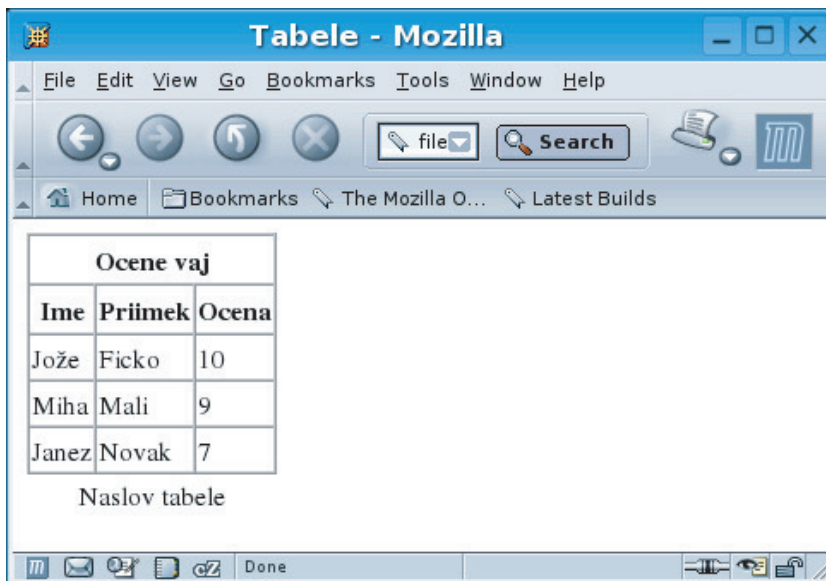 Tabele - Mozilla
File Edit View Go Bookmarks Tools Window Help
file Search
Home Bookmarks The Mozilla O... Latest Builds
Ocene vaj
Ime Priimek Ocena
Jože Ficko 10
Miha Mali 9
Janez Novak 7
Naslov tabele
Done